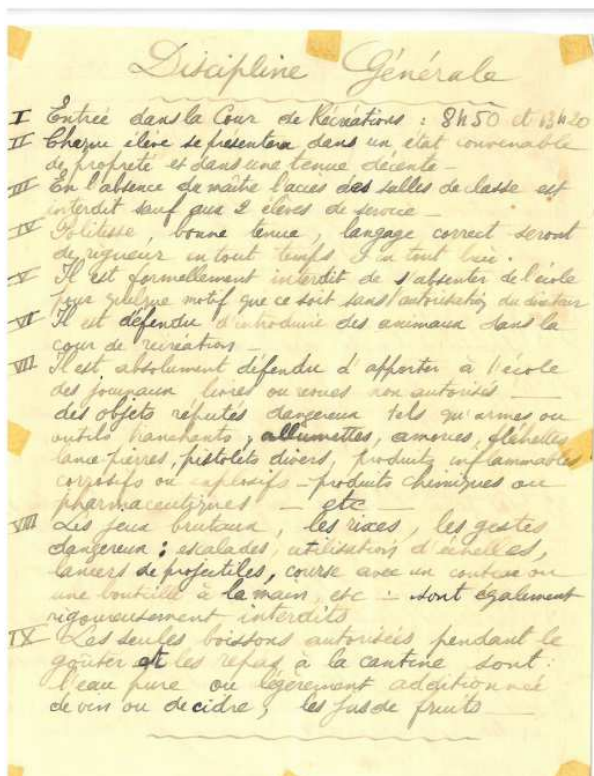 Discipline Générale
I Entrée dans la Cour de Récréations : 8h50 et 13h20
II Chaque élève se présentera dans un état convenable
de propreté et dans une tenue décente –
III En l'absence du maître l'accès des salles de classe est
interdit sauf aux 2 élèves de service –
IV Politesse, bonne tenue, langage correct seront
de rigueur en tout temps et en tout lieu.
V Il est formellement interdit de s'absenter de l'école
pour quelque motif que ce soit sans l'autorisation du directeur
VI Il est défendu d'introduire des animaux dans la
cour de récréation –
VII Il est absolument défendu d'apporter à l'école
des journaux livres ou revues non autorisés –
des objets réputés dangereux tels qu'armes ou
outils tranchants, allumettes, amorces, fléchettes
lance-pierres, pistolets divers, produits inflammables
corrosifs ou explosifs – produits chimiques ou
pharmaceutiques – etc –
VIII Les jeux brutaux, les rixes, les gestes
dangereux : escalades, utilisation d'échelles,
lancers de projectiles, course avec un couteau ou
une bouteille à la main, etc – sont également
rigoureusement interdits
IX – Les seules boissons autorisées pendant le
goûter et les repas à la cantine sont :
l'eau pure ou légèrement additionnée
de vin ou de cidre, les jus de fruits –